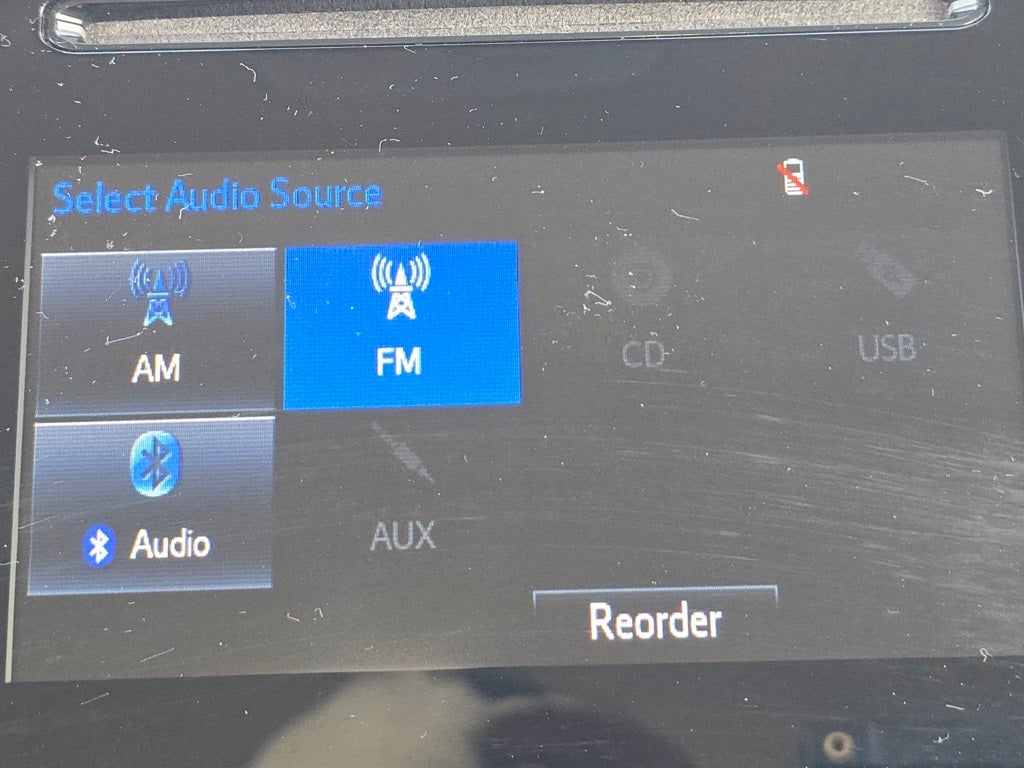 Select Audio Source
AM
FM
CD
USB
Audio
AUX
Reorder